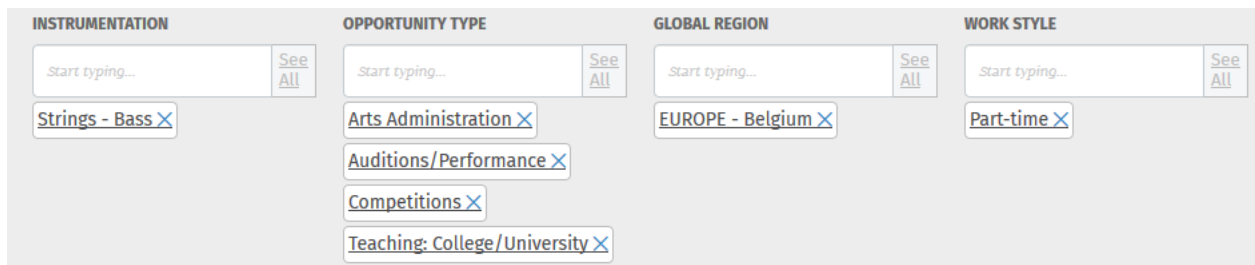 INSTRUMENTATION OPPORTUNITY TYPE GLOBAL REGION WORK STYLE
Start typing... See All Start typing... See All Start typing... See All Start typing... See All
Strings - Bass Arts Administration EUROPE - Belgium Part-time
Auditions/Performance
Competitions
Teaching: College/University